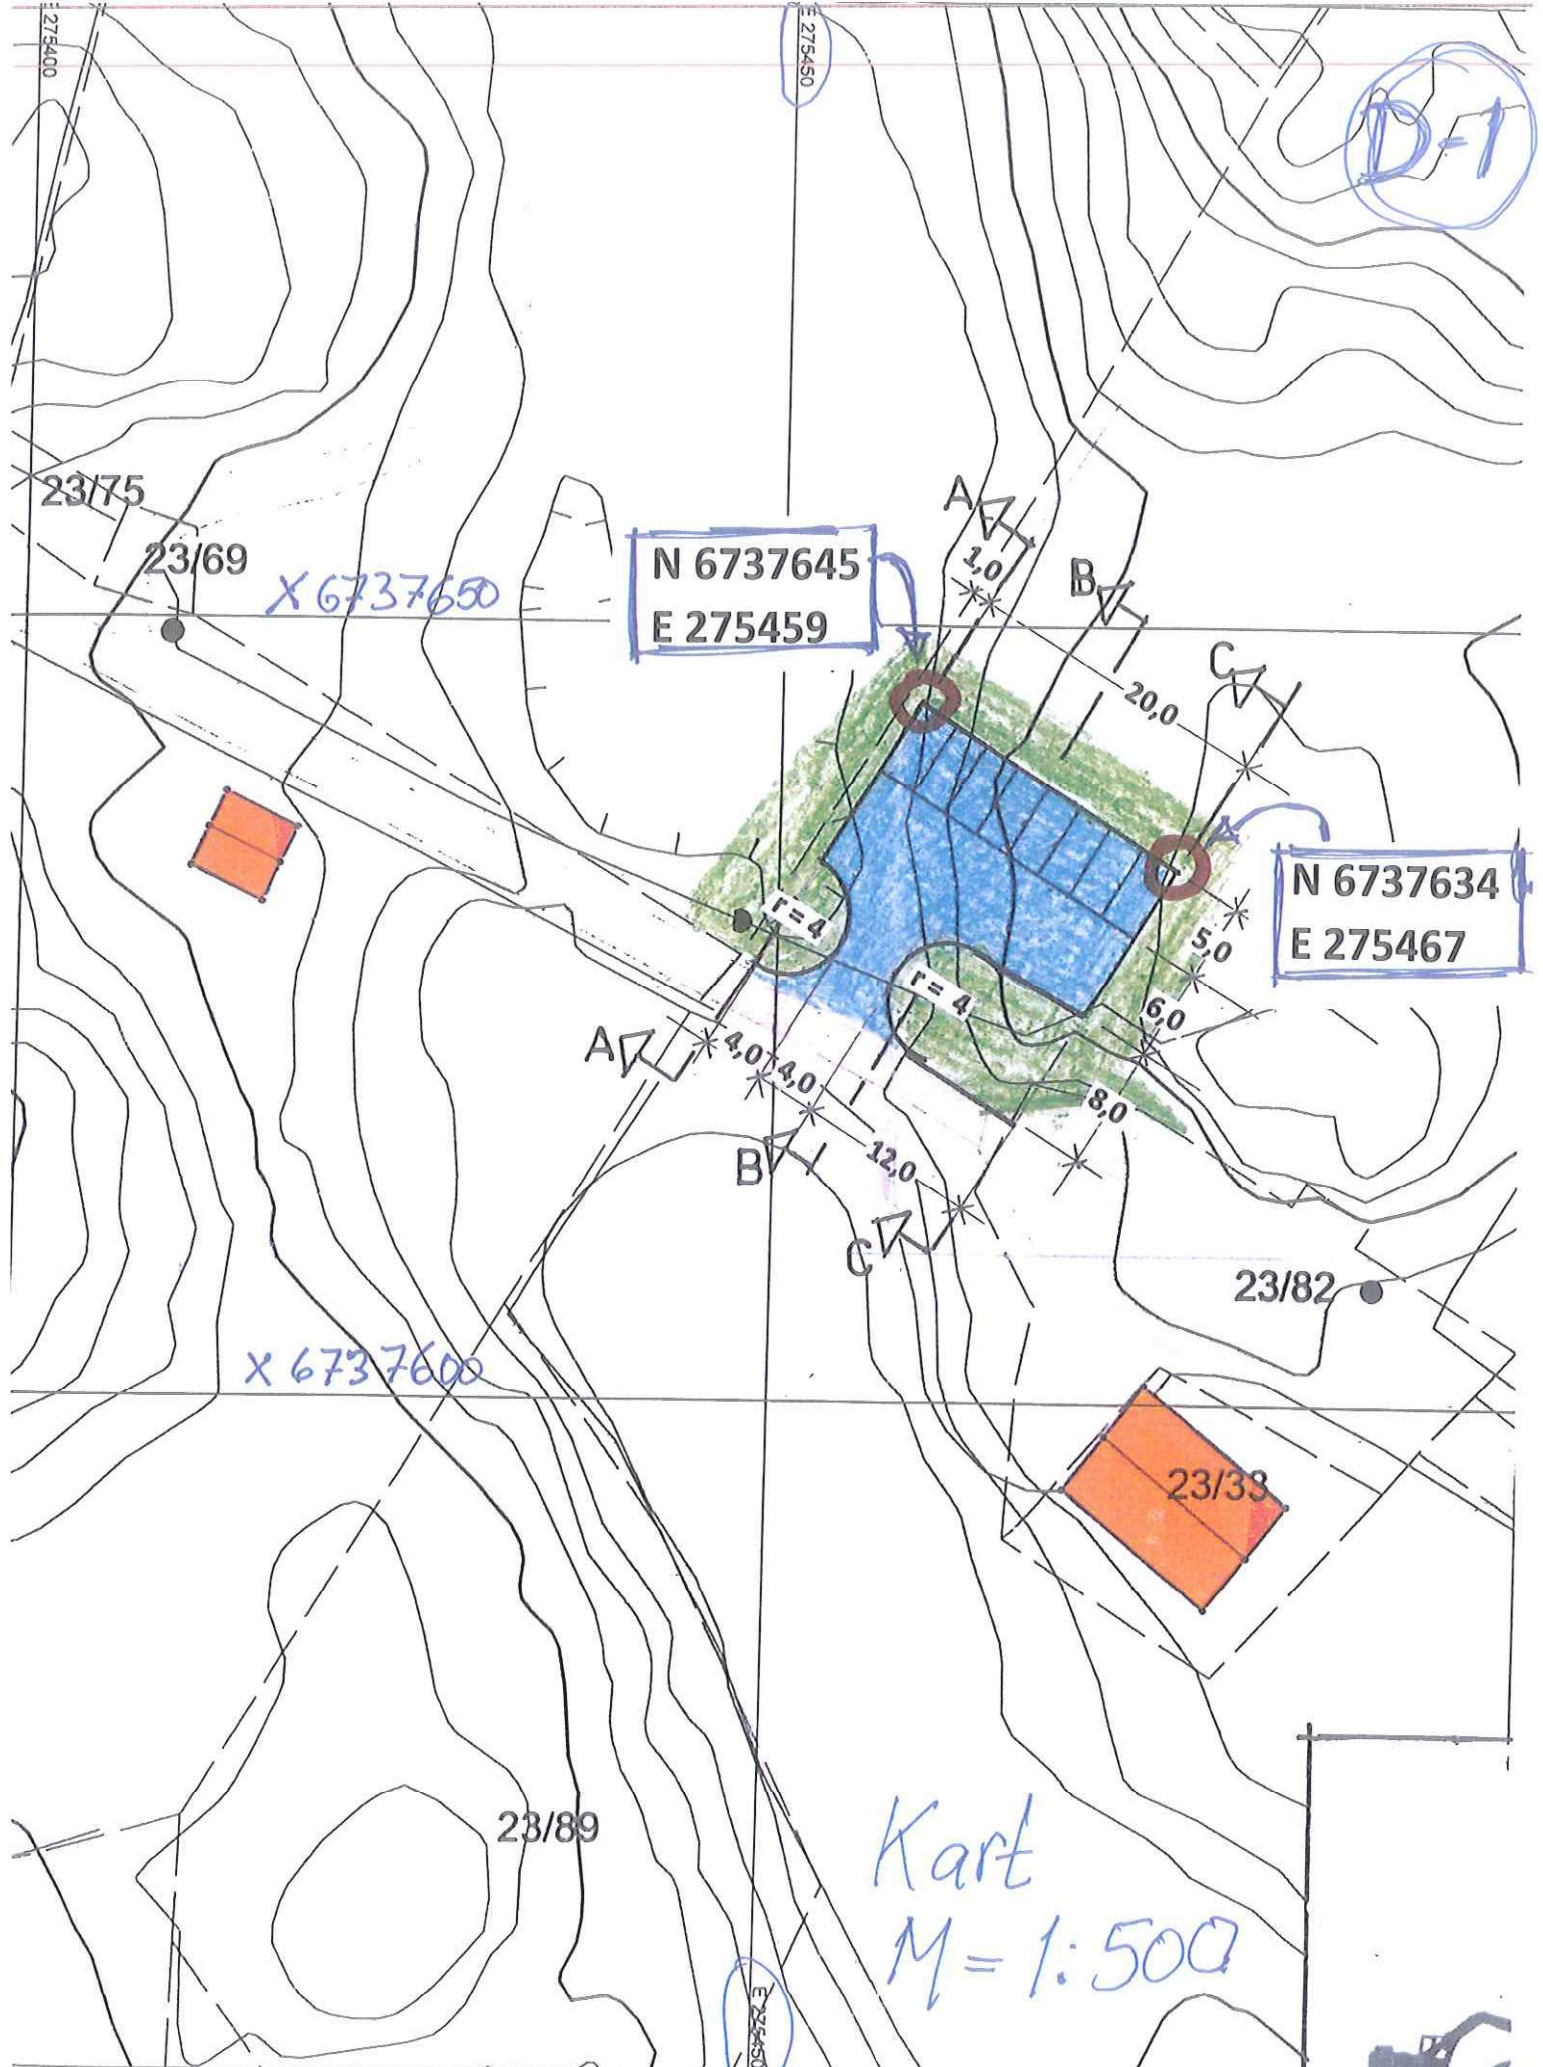 E 275400
E 275450
D-1
23/75
23/69
X 6737650
N 6737645
E 275459
A
1,0
B
C
20,0
N 6737634
E 275467
r = 4
r = 4
5,0
6,0
A
4,0
4,0
8,0
B
12,0
C
23/82
X 6737600
23/33
23/89
Kart
M = 1:500
E 275450